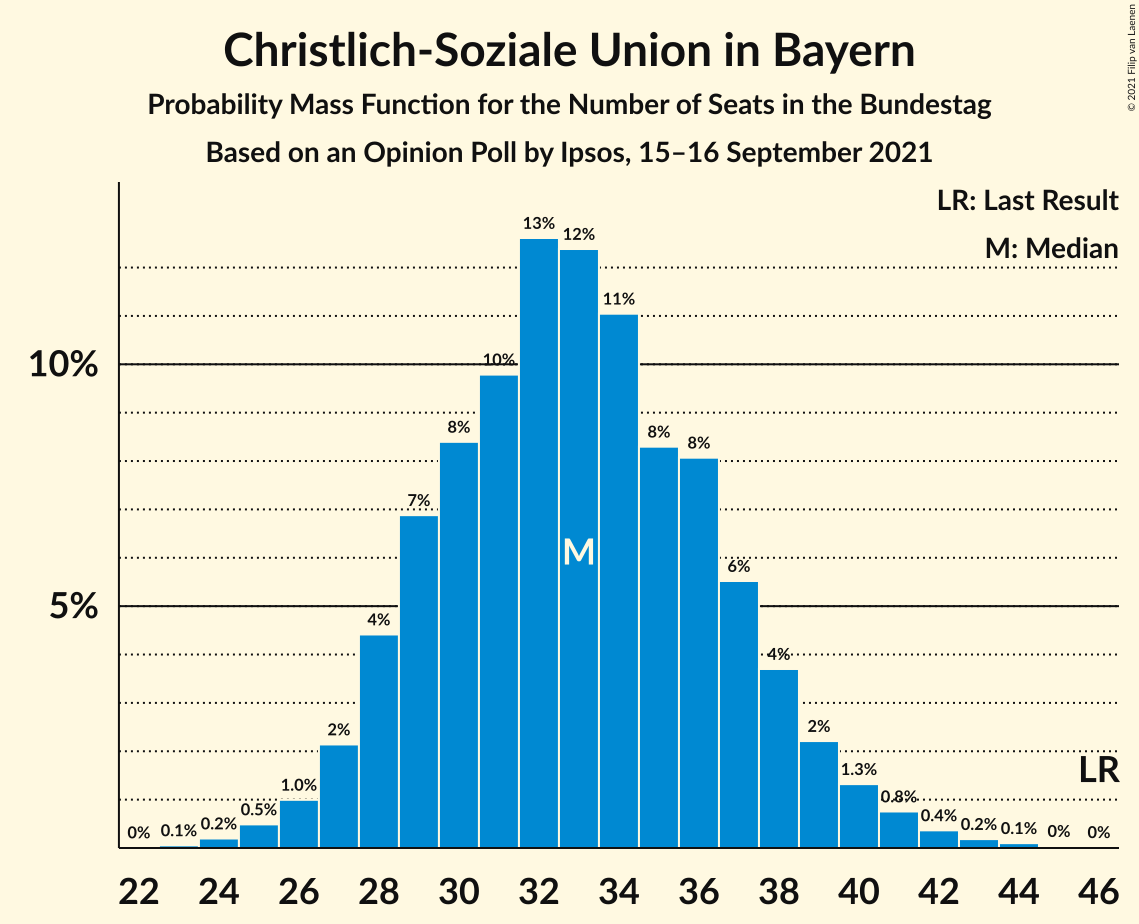 Christlich-Soziale Union in Bayern
Probability Mass Function for the Number of Seats in the Bundestag
Based on an Opinion Poll by Ipsos, 15–16 September 2021
© 2021 Filip van Laenen
LR: Last Result
M: Median
10%
5%
0% 0.1% 0.2% 0.5% 1.0% 2% 4% 7% 8% 10% 13% 12% 11% 8% 8% 6% 4% 2% 1.3% 0.8% 0.4% 0.2% 0.1% 0% 0%
M
LR
22 24 26 28 30 32 34 36 38 40 42 44 46